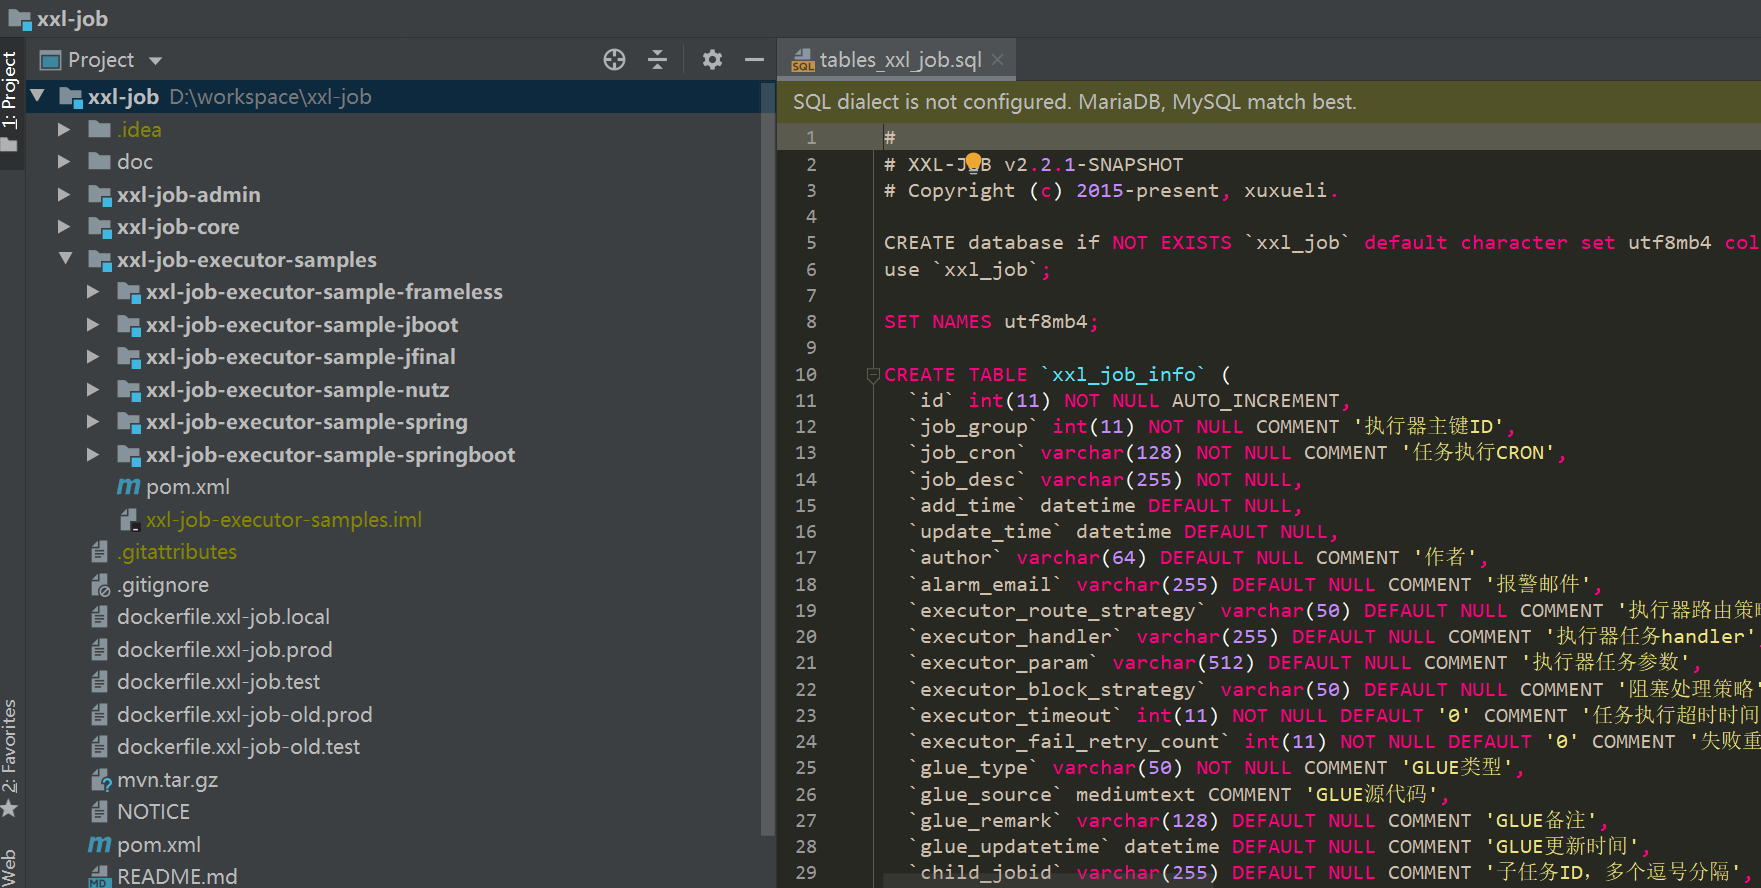 xxl-job
Project
1: Project
xxl-job D:\workspace\xxl-job
.idea
doc
xxl-job-admin
xxl-job-core
xxl-job-executor-samples
xxl-job-executor-sample-frameless
xxl-job-executor-sample-jboot
xxl-job-executor-sample-jfinal
xxl-job-executor-sample-nutz
xxl-job-executor-sample-spring
xxl-job-executor-sample-springboot
pom.xml
xxl-job-executor-samples.iml
.gitattributes
.gitignore
dockerfile.xxl-job.local
dockerfile.xxl-job.prod
dockerfile.xxl-job.test
dockerfile.xxl-job-old.prod
dockerfile.xxl-job-old.test
mvn.tar.gz
NOTICE
pom.xml
README.md
2: Favorites
Web
tables_xxl_job.sql
SQL dialect is not configured. MariaDB, MySQL match best.
1 #
2 # XXL-JOB v2.2.1-SNAPSHOT
3 # Copyright (c) 2015-present, xuxueli.
4
5 CREATE database if NOT EXISTS `xxl_job` default character set utf8mb4 col
6 use `xxl_job`;
7
8 SET NAMES utf8mb4;
9
10 CREATE TABLE `xxl_job_info` (
11 `id` int(11) NOT NULL AUTO_INCREMENT,
12 `job_group` int(11) NOT NULL COMMENT '执行器主键ID',
13 `job_cron` varchar(128) NOT NULL COMMENT '任务执行CRON',
14 `job_desc` varchar(255) NOT NULL,
15 `add_time` datetime DEFAULT NULL,
16 `update_time` datetime DEFAULT NULL,
17 `author` varchar(64) DEFAULT NULL COMMENT '作者',
18 `alarm_email` varchar(255) DEFAULT NULL COMMENT '报警邮件',
19 `executor_route_strategy` varchar(50) DEFAULT NULL COMMENT '执行器路由策略
20 `executor_handler` varchar(255) DEFAULT NULL COMMENT '执行器任务handler',
21 `executor_param` varchar(512) DEFAULT NULL COMMENT '执行器任务参数',
22 `executor_block_strategy` varchar(50) DEFAULT NULL COMMENT '阻塞处理策略'
23 `executor_timeout` int(11) NOT NULL DEFAULT '0' COMMENT '任务执行超时时间
24 `executor_fail_retry_count` int(11) NOT NULL DEFAULT '0' COMMENT '失败重
25 `glue_type` varchar(50) NOT NULL COMMENT 'GLUE类型',
26 `glue_source` mediumtext COMMENT 'GLUE源代码',
27 `glue_remark` varchar(128) DEFAULT NULL COMMENT 'GLUE备注',
28 `glue_updatetime` datetime DEFAULT NULL COMMENT 'GLUE更新时间',
29 `child_jobid` varchar(255) DEFAULT NULL COMMENT '子任务ID，多个逗号分隔',